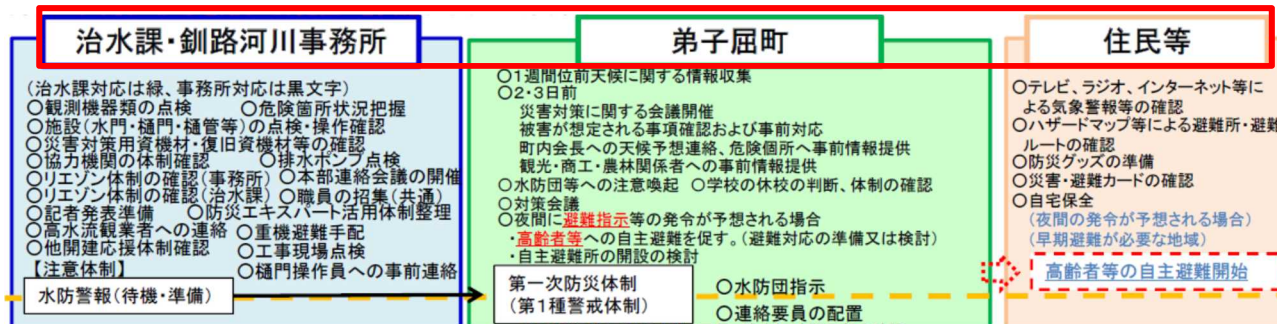 治水課・釧路河川事務所
(治水課対応は緑、事務所対応は黒文字)
○観測機器類の点検　○危険箇所状況把握
○施設(水門・樋門・樋管等)の点検・操作確認
○災害対策用資機材・復旧資機材等の確認
○協力機関の体制確認　○排水ポンプ点検
○リエゾン体制の確認(事務所)　○本部連絡会議の開催
○リエゾン体制の確認(治水課)　○職員の招集(共通)
○記者発表準備　○防災エキスパート活用体制整理
○高水流観業者への連絡　○重機避難手配
○他開建応援体制確認　○工事現場点検
【注意体制】　○樋門操作員への事前連絡
水防警報(待機・準備)
弟子屈町
○1週間位前天候に関する情報収集
○2・3日前
災害対策に関する会議開催
被害が想定される事項確認および事前対応
町内会長への天候予想連絡、危険個所へ事前情報提供
観光・商工・農林関係者への事前情報提供
○水防団等への注意喚起　○学校の休校の判断、体制の確認
○対策会議
○夜間に避難指示等の発令が予想される場合
・高齢者等への自主避難を促す。(避難対応の準備又は検討)
・自主避難所の開設の検討
第一次防災体制
(第1種警戒体制)
○水防団指示
○連絡要員の配置
住民等
○テレビ、ラジオ、インターネット等に
よる気象警報等の確認
○ハザードマップ等による避難所・避難
ルートの確認
○防災グッズの準備
○災害・避難カードの確認
○自宅保全
(夜間の発令が予想される場合)
(早期避難が必要な地域)
高齢者等の自主避難開始